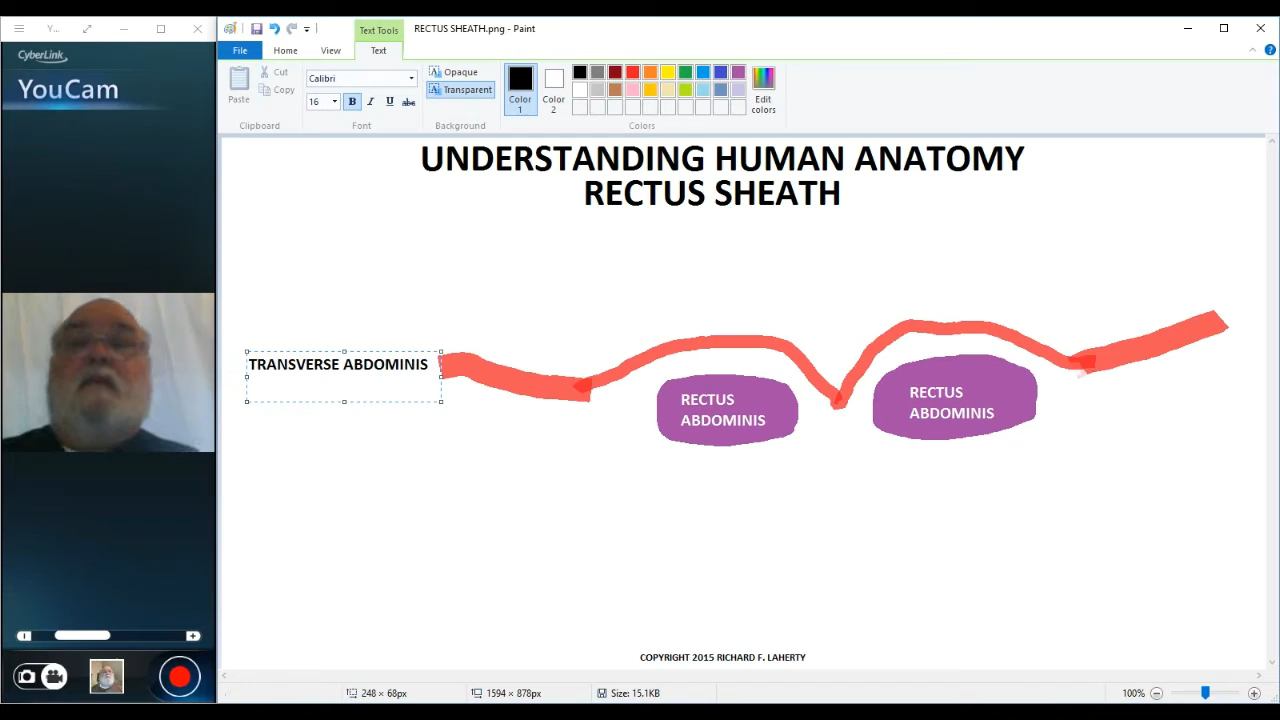 Y...
CyberLink
YouCam
Text Tools
RECTUS SHEATH.png - Paint
File
Home
View
Text
Paste
Cut
Copy
Clipboard
Calibri
16
B
I
U
abc
Font
Opaque
Transparent
Background
Color
1
Color
2
Edit
colors
Colors
UNDERSTANDING HUMAN ANATOMY
RECTUS SHEATH
TRANSVERSE ABDOMINIS
RECTUS
ABDOMINIS
RECTUS
ABDOMINIS
COPYRIGHT 2015 RICHARD F. LAHERTY
248 × 68px
1594 × 878px
Size: 15.1KB
100%